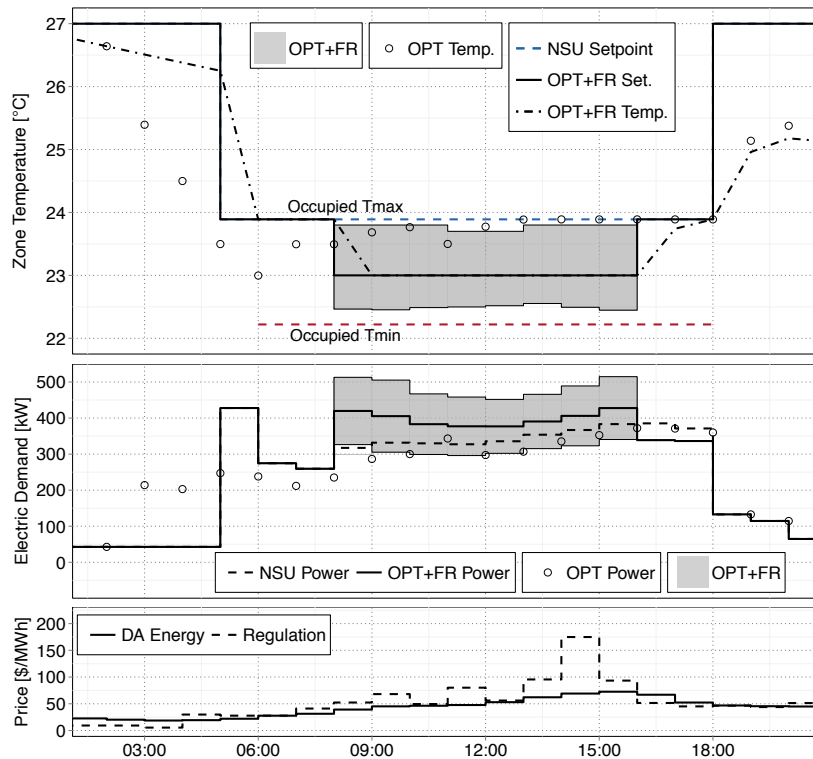 Zone Temperature [°C]
27
26
25
24
23
22
OPT+FR
OPT Temp.
NSU Setpoint
OPT+FR Set.
OPT+FR Temp.
Occupied Tmax
Occupied Tmin
Electric Demand [kW]
500
400
300
200
100
0
NSU Power
OPT+FR Power
OPT Power
OPT+FR
Price [$/MWh]
200
150
100
50
0
DA Energy
Regulation
03:00
06:00
09:00
12:00
15:00
18:00